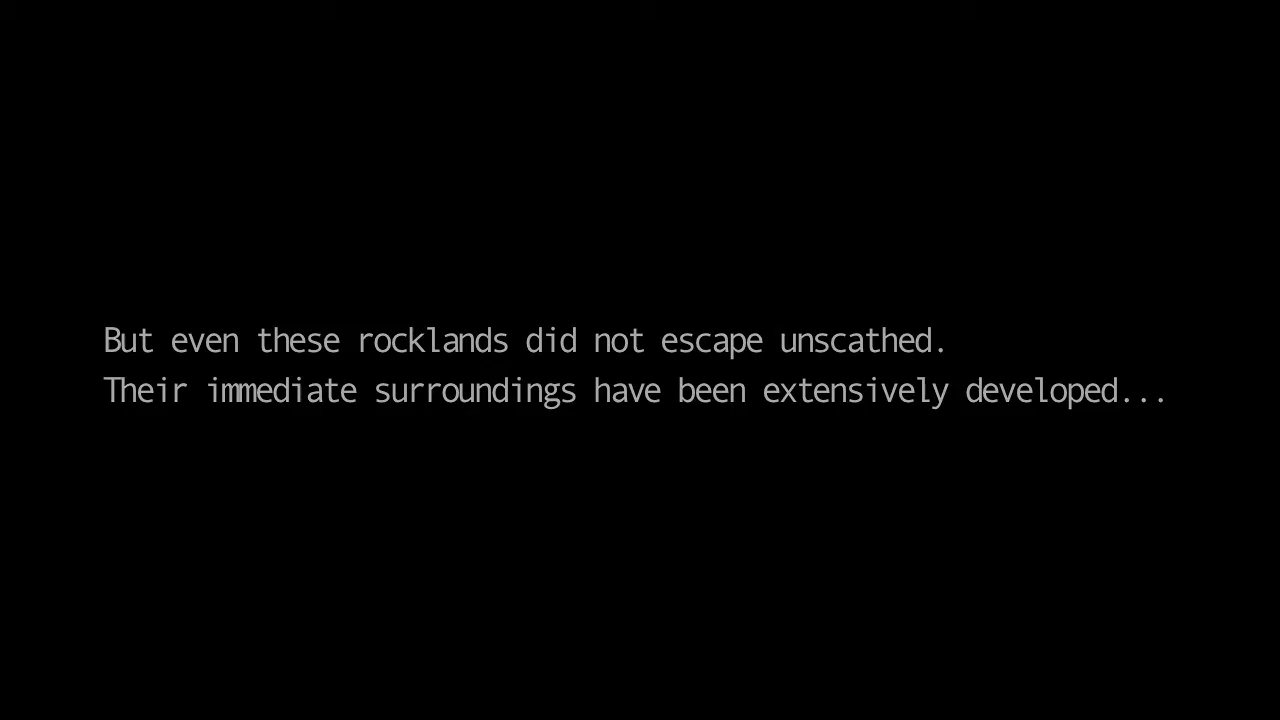 But even these rocklands did not escape unscathed.
Their immediate surroundings have been extensively developed...